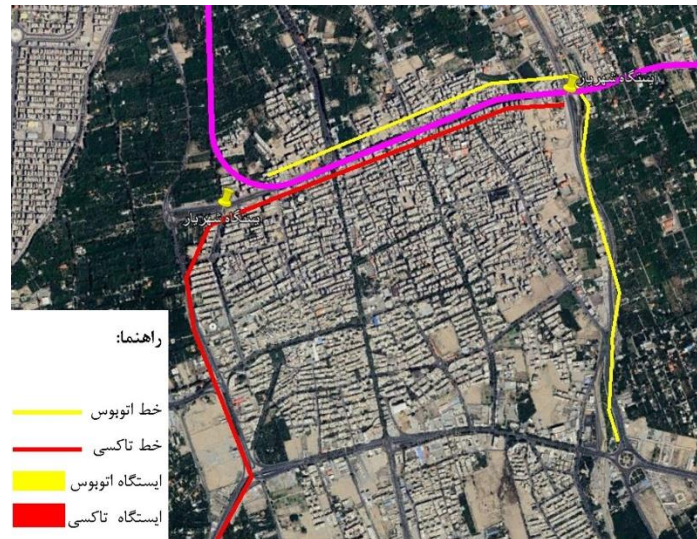 ایستگاه شهریار
ایستگاه شهریار
راهنما:
خط اتوبوس
خط تاکسی
ایستگاه اتوبوس
ایستگاه تاکسی